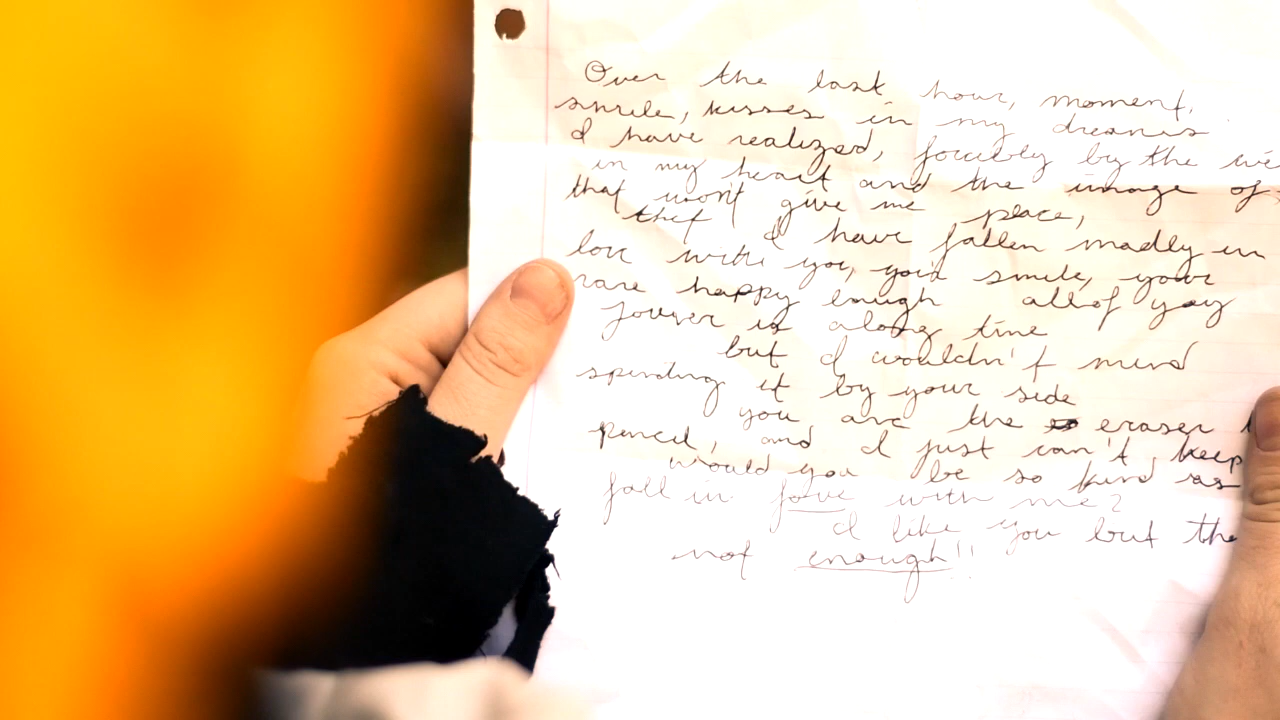 Over the last hour, moment,
smile, kisses in my dreams
I have realized, forcibly by the
in my heart and the image of
that won't give me place,
I have fallen madly in
love with you, your smile, your
rare happy laugh all of you
forever is a long time
but I wouldn't mind
spending it by your side
you are the eraser
pencil, and I just can't keep
would you be so kind as
fall in love with me?
I like you but
not enough!!